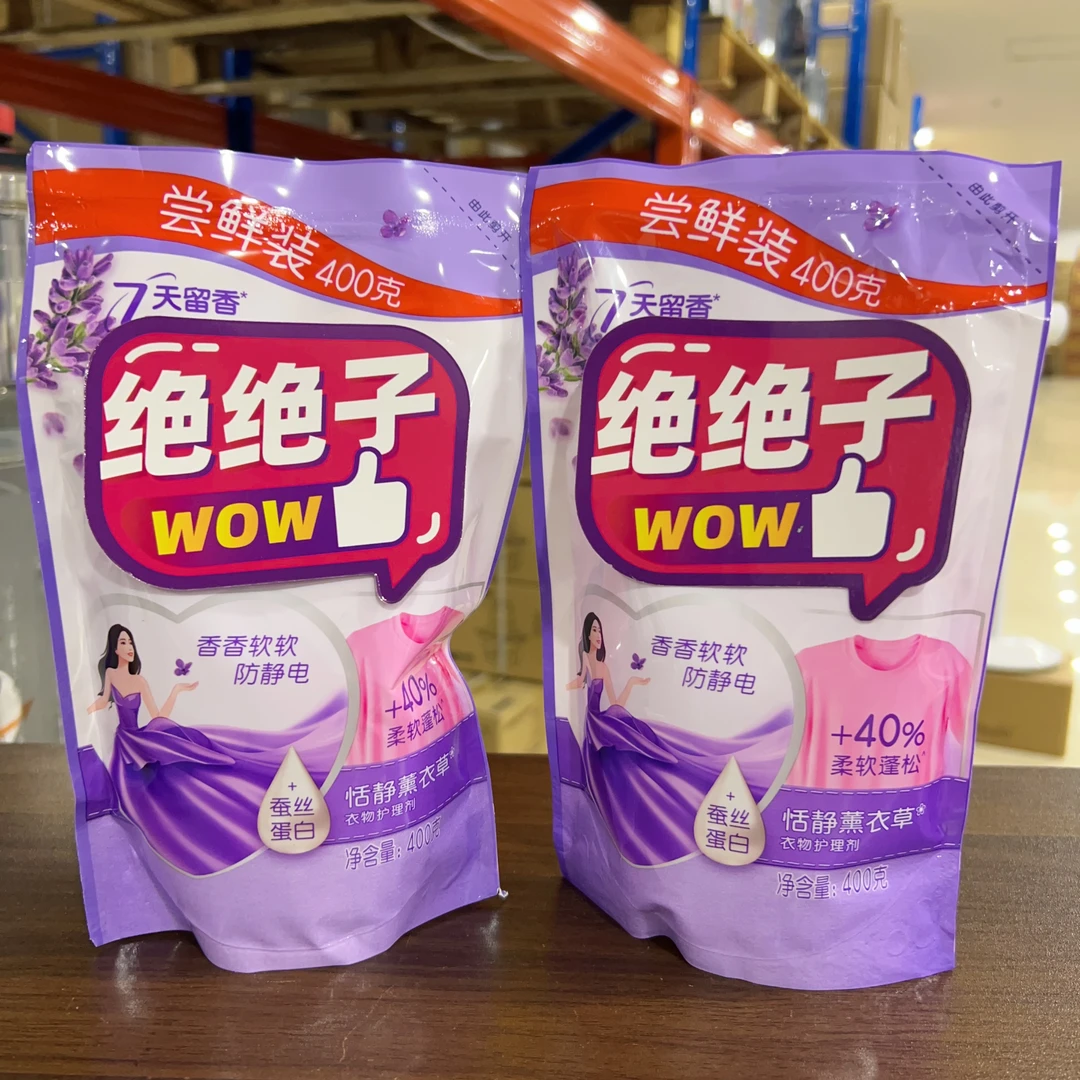 尝鲜装 400克
由此剪开
7天留香*
绝绝子
WOW
香香软软
防静电
+40%
柔软蓬松^
+
蚕丝
蛋白
恬静薰衣草
衣物护理剂
净含量：400克
尝鲜装 400克
由此剪开
7天留香*
绝绝子
WOW
香香软软
防静电
+40%
柔软蓬松^
+
蚕丝
蛋白
恬静薰衣草
衣物护理剂
净含量：400克